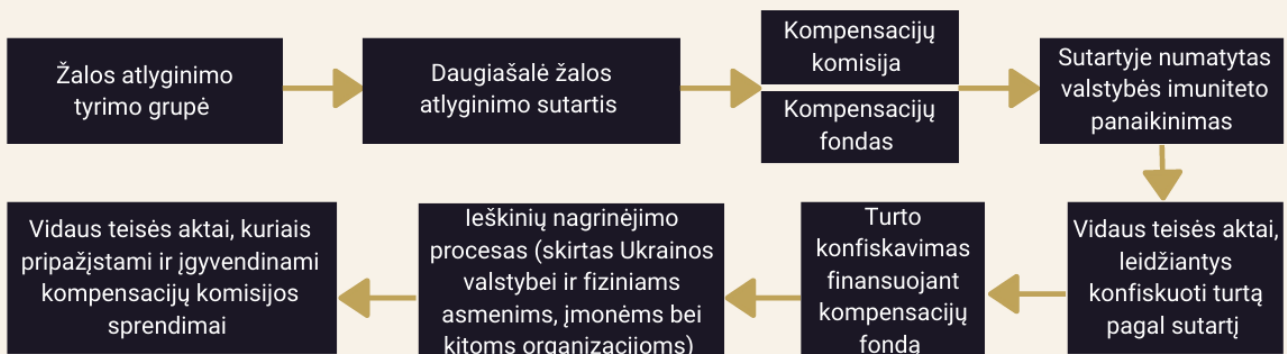 Žalos atlyginimo
tyrimo grupė
Daugiašalė žalos
atlyginimo sutartis
Kompensacijų
komisija
Kompensacijų
fondas
Sutartyje numatytas
valstybės imuniteto
panaikinimas
Vidaus teisės aktai,
leidžiantys
konfiskuoti turtą
pagal sutartį
Turto
konfiskavimas
finansuojant
kompensacijų
fondą
Ieškinių nagrinėjimo
procesas (skirtas Ukrainos
valstybei ir fiziniams
asmenims, įmonėms bei
kitoms organizacijoms)
Vidaus teisės aktai, kuriais
pripažįstami ir įgyvendinami
kompensacijų komisijos
sprendimai